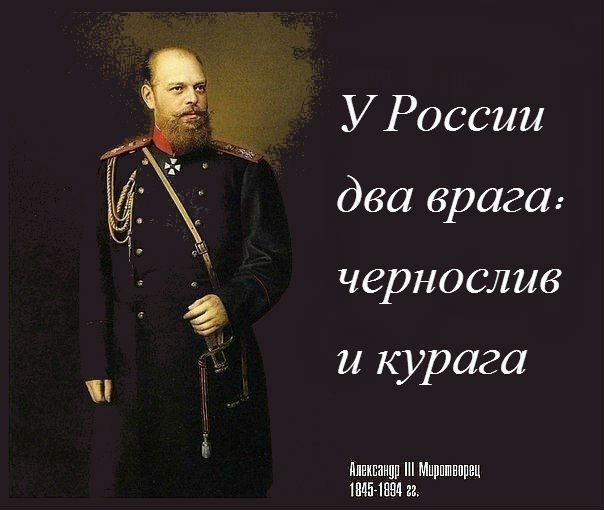 У России
два врага:
чернослив
и курага
Александр III Миротворец
1845-1894 гг.